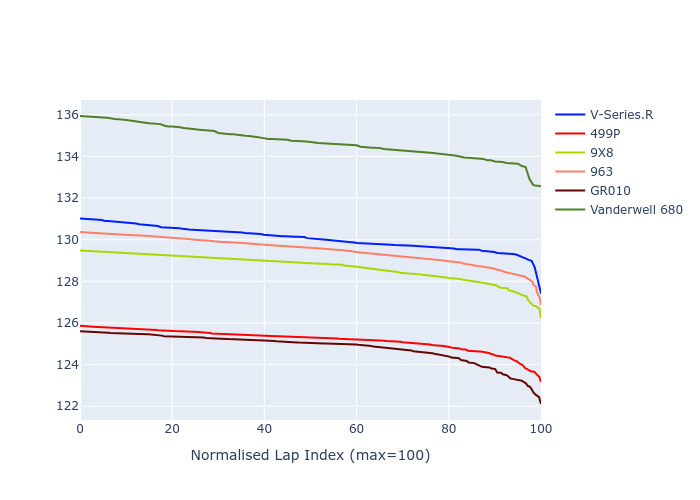 136
134
132
130
128
126
124
122
0 20 40 60 80 100
Normalised Lap Index (max=100)
V-Series.R
499P
9X8
963
GR010
Vanderwell 680